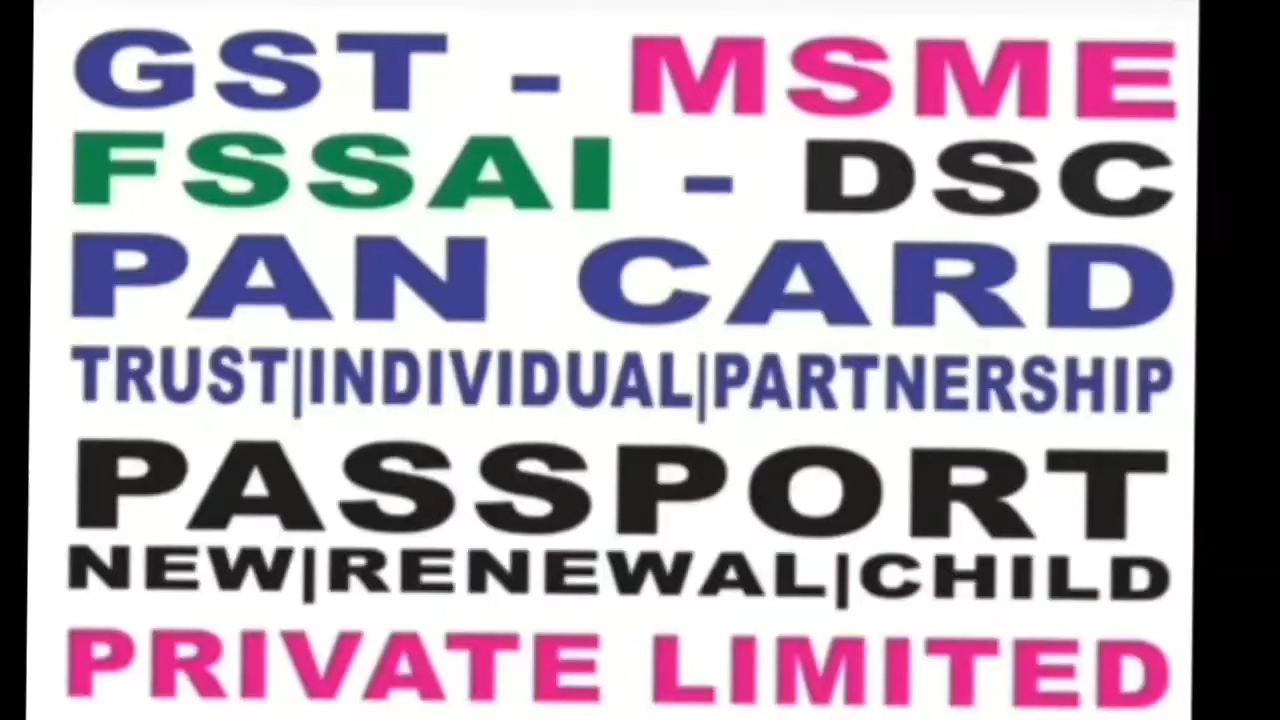 GST - MSME
FSSAI - DSC
PAN CARD
TRUST|INDIVIDUAL|PARTNERSHIP
PASSPORT
NEW|RENEWAL|CHILD
PRIVATE LIMITED